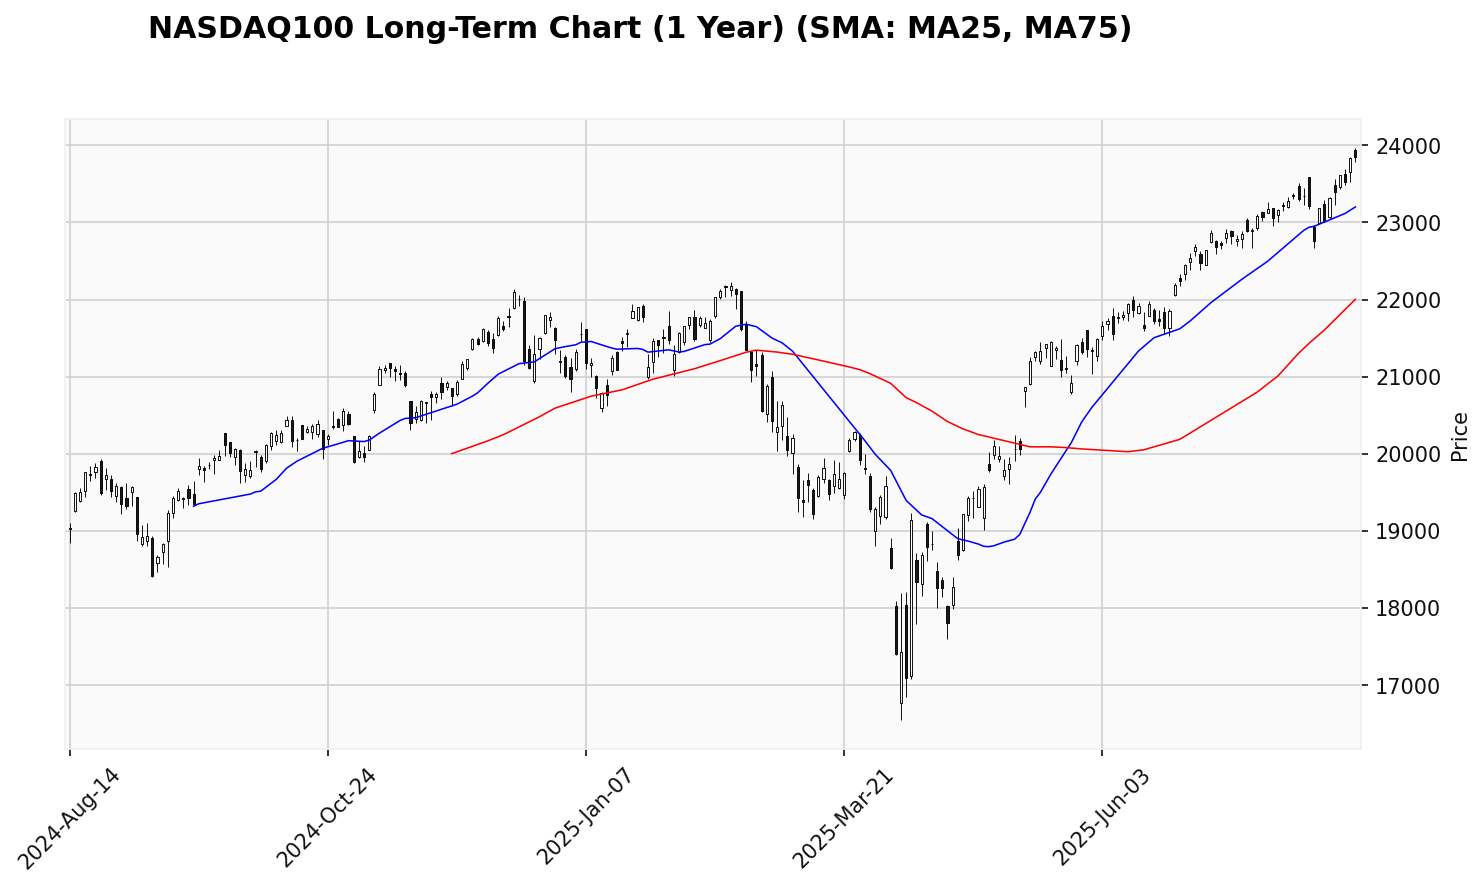 NASDAQ100 Long-Term Chart (1 Year) (SMA: MA25, MA75)
24000
23000
22000
21000
20000
19000
18000
17000
Price
2024-Aug-14
2024-Oct-24
2025-Jan-07
2025-Mar-21
2025-Jun-03